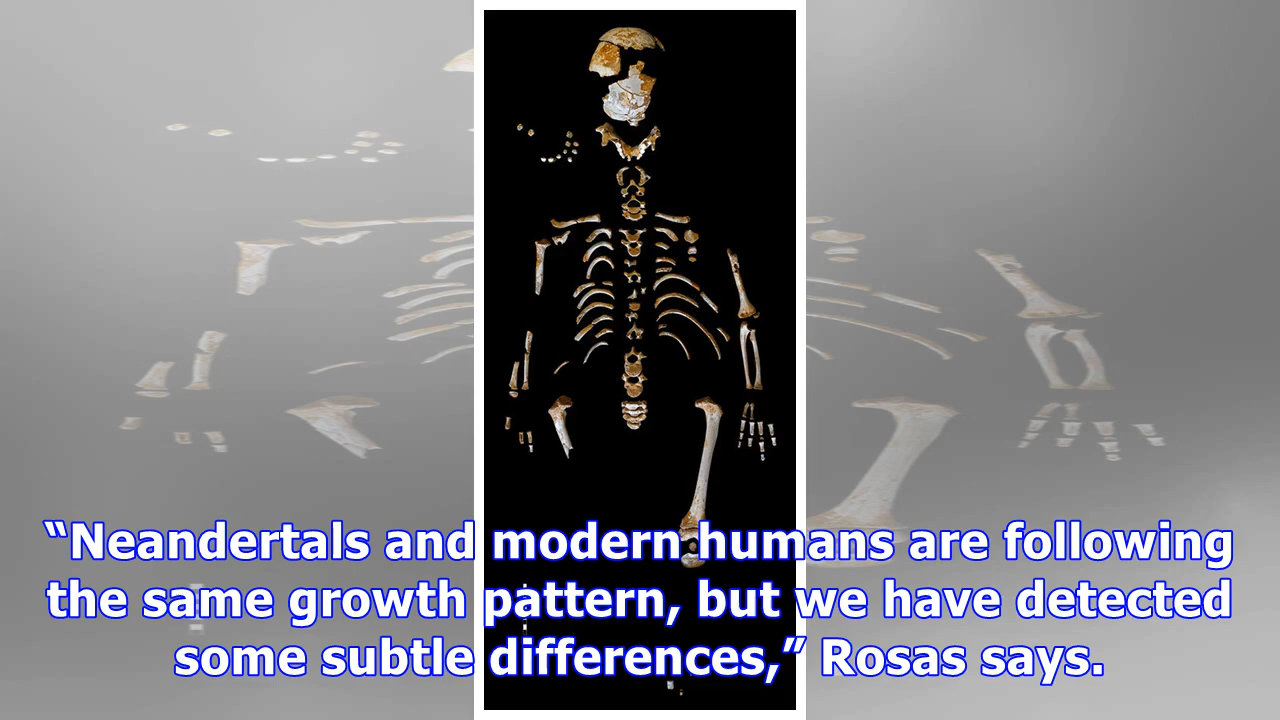 “Neandertals and modern humans are following
the same growth pattern, but we have detected
some subtle differences,” Rosas says.